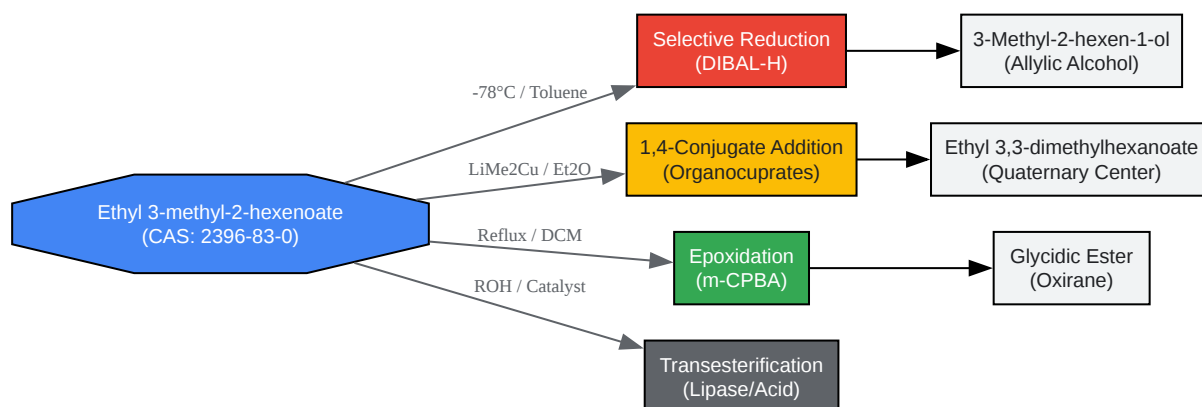 Ethyl 3-methyl-2-hexenoate
(CAS: 2396-83-0)
-78°C / Toluene
Selective Reduction
(DIBAL-H)
3-Methyl-2-hexen-1-ol
(Allylic Alcohol)
LiMe2Cu / Et2O
1,4-Conjugate Addition
(Organocuprates)
Ethyl 3,3-dimethylhexanoate
(Quaternary Center)
Reflux / DCM
Epoxidation
(m-CPBA)
Glycidic Ester
(Oxirane)
ROH / Catalyst
Transesterification
(Lipase/Acid)